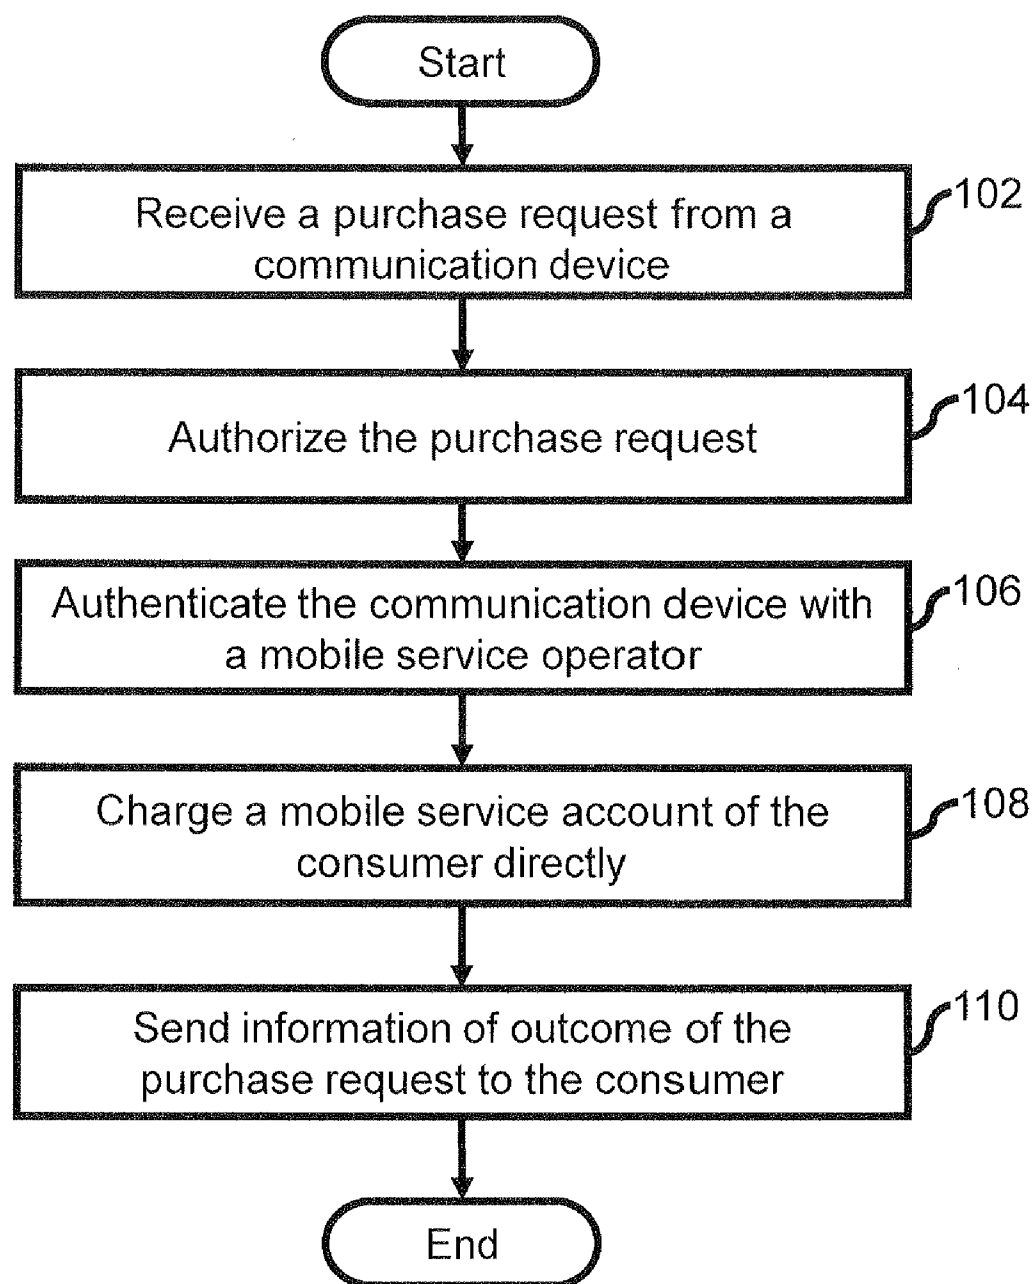 Start
Receive a purchase request from a
communication device
102
Authorize the purchase request
104
Authenticate the communication device with
a mobile service operator
106
Charge a mobile service account of the
consumer directly
108
Send information of outcome of the
purchase request to the consumer
110
End